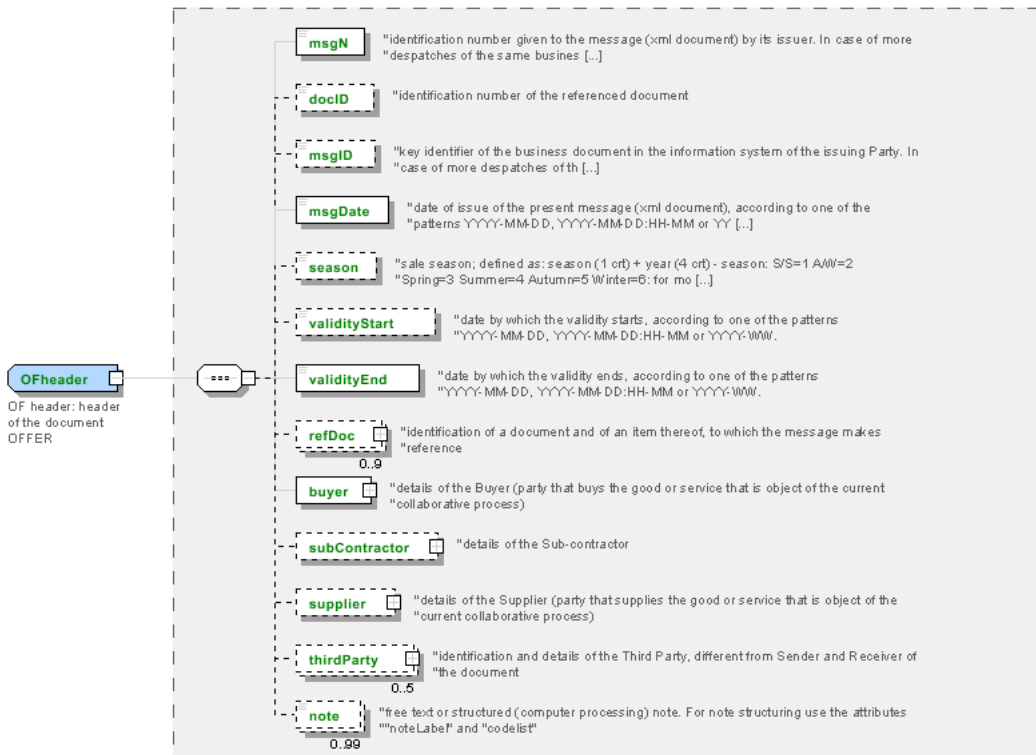 msgN
"identification number given to the message (xml document) by its issuer. In case of more
"despatches of the same busines [...]
docID
"identification number of the referenced document
msgID
"key identifier of the business document in the information system of the issuing Party. In
"case of more despatches of th [...]
msgDate
"date of issue of the present message (xml document), according to one of the
"patterns YYYY-MM-DD, YYYY-MM-DD:HH-MM or YY [...]
season
"sale season; defined as: season (1 crt) + year (4 crt) - season: S/S=1 A/W=2
"Spring=3 Summer=4 Autumn=5 Winter=6: for mo [...]
validityStart
"date by which the validity starts, according to one of the patterns
"YYYY-MM-DD, YYYY-MM-DD:HH-MM or YYYY-WW.
OFheader
OF header: header
of the document
OFFER
validityEnd
"date by which the validity ends, according to one of the patterns
"YYYY-MM-DD, YYYY-MM-DD:HH-MM or YYYY-WW.
refDoc
0..9
"identification of a document and of an item thereof, to which the message makes
"reference
buyer
"details of the Buyer (party that buys the good or service that is object of the current
"collaborative process)
subContractor
"details of the Sub-contractor
supplier
"details of the Supplier (party that supplies the good or service that is object of the
"current collaborative process)
thirdParty
0..5
"identification and details of the Third Party, different from Sender and Receiver of
"the document
note
0..99
"free text or structured (computer processing) note. For note structuring use the attributes
""noteLabel" and "codelist"